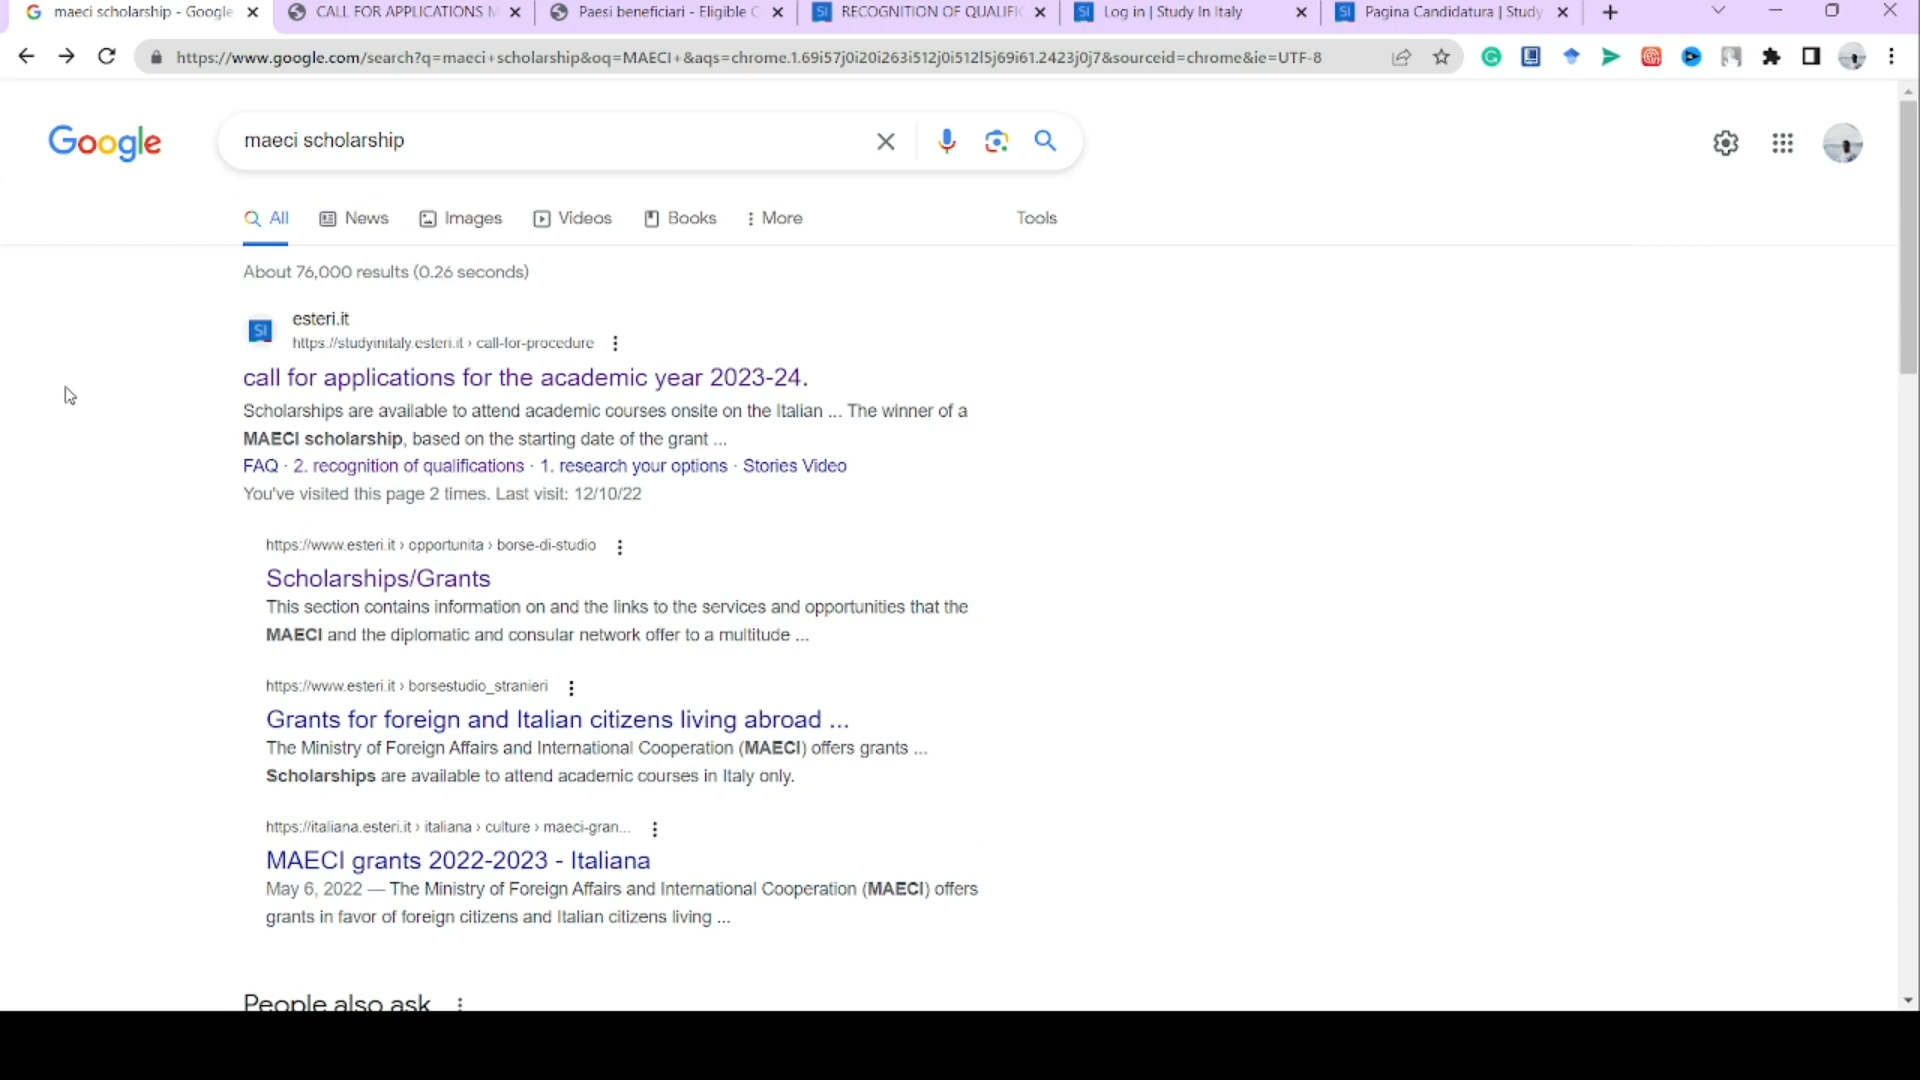 maeci scholarship - Google
CALL FOR APPLICATIONS M
Paesi beneficiari - Eligible C
RECOGNITION OF QUALIFIC
Log in | Study In Italy
Pagina Candidatura | Study
https://www.google.com/search?q=maeci+scholarship&oq=MAECI+&aqs=chrome.1.69i57j0i20i263i512j0i512l5j69i61.2423j0j7&sourceid=chrome&ie=UTF-8
Google
maeci scholarship
All
News
Images
Videos
Books
More
Tools
About 76,000 results (0.26 seconds)
SI
esteri.it
https://studyinitaly.esteri.it › call-for-procedure
call for applications for the academic year 2023-24.
Scholarships are available to attend academic courses onsite on the Italian ... The winner of a
MAECI scholarship, based on the starting date of the grant ...
FAQ · 2. recognition of qualifications · 1. research your options · Stories Video
You've visited this page 2 times. Last visit: 12/10/22
https://www.esteri.it › opportunita › borse-di-studio
Scholarships/Grants
This section contains information on and the links to the services and opportunities that the
MAECI and the diplomatic and consular network offer to a multitude ...
https://www.esteri.it › borsestudio_stranieri
Grants for foreign and Italian citizens living abroad ...
The Ministry of Foreign Affairs and International Cooperation (MAECI) offers grants ...
Scholarships are available to attend academic courses in Italy only.
https://italiana.esteri.it › italiana › culture › maeci-gran...
MAECI grants 2022-2023 - Italiana
May 6, 2022 — The Ministry of Foreign Affairs and International Cooperation (MAECI) offers
grants in favor of foreign citizens and Italian citizens living ...
People also ask